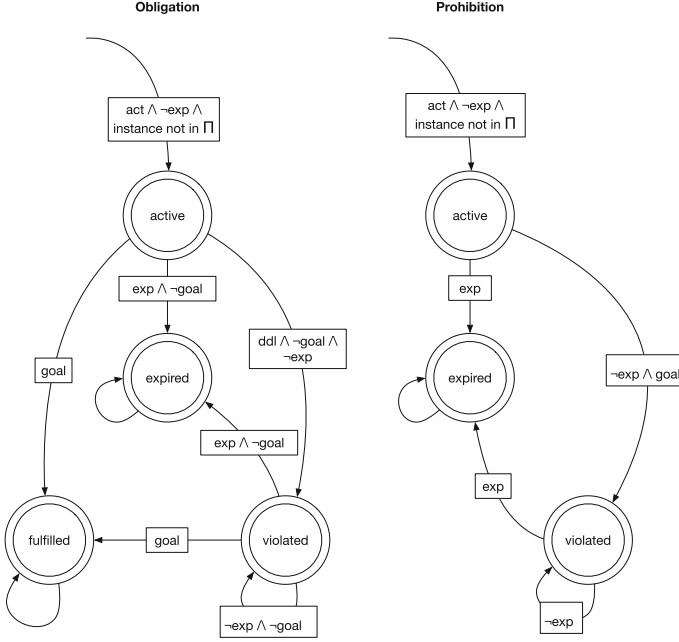 Obligation
Prohibition
act ∧ ¬exp ∧
instance not in Π
act ∧ ¬exp ∧
instance not in Π
active
active
exp ∧ ¬goal
exp
ddl ∧ ¬goal ∧
¬exp
goal
¬exp ∧ goal
expired
expired
exp ∧ ¬goal
exp
fulfilled
goal
violated
violated
¬exp ∧ ¬goal
¬exp